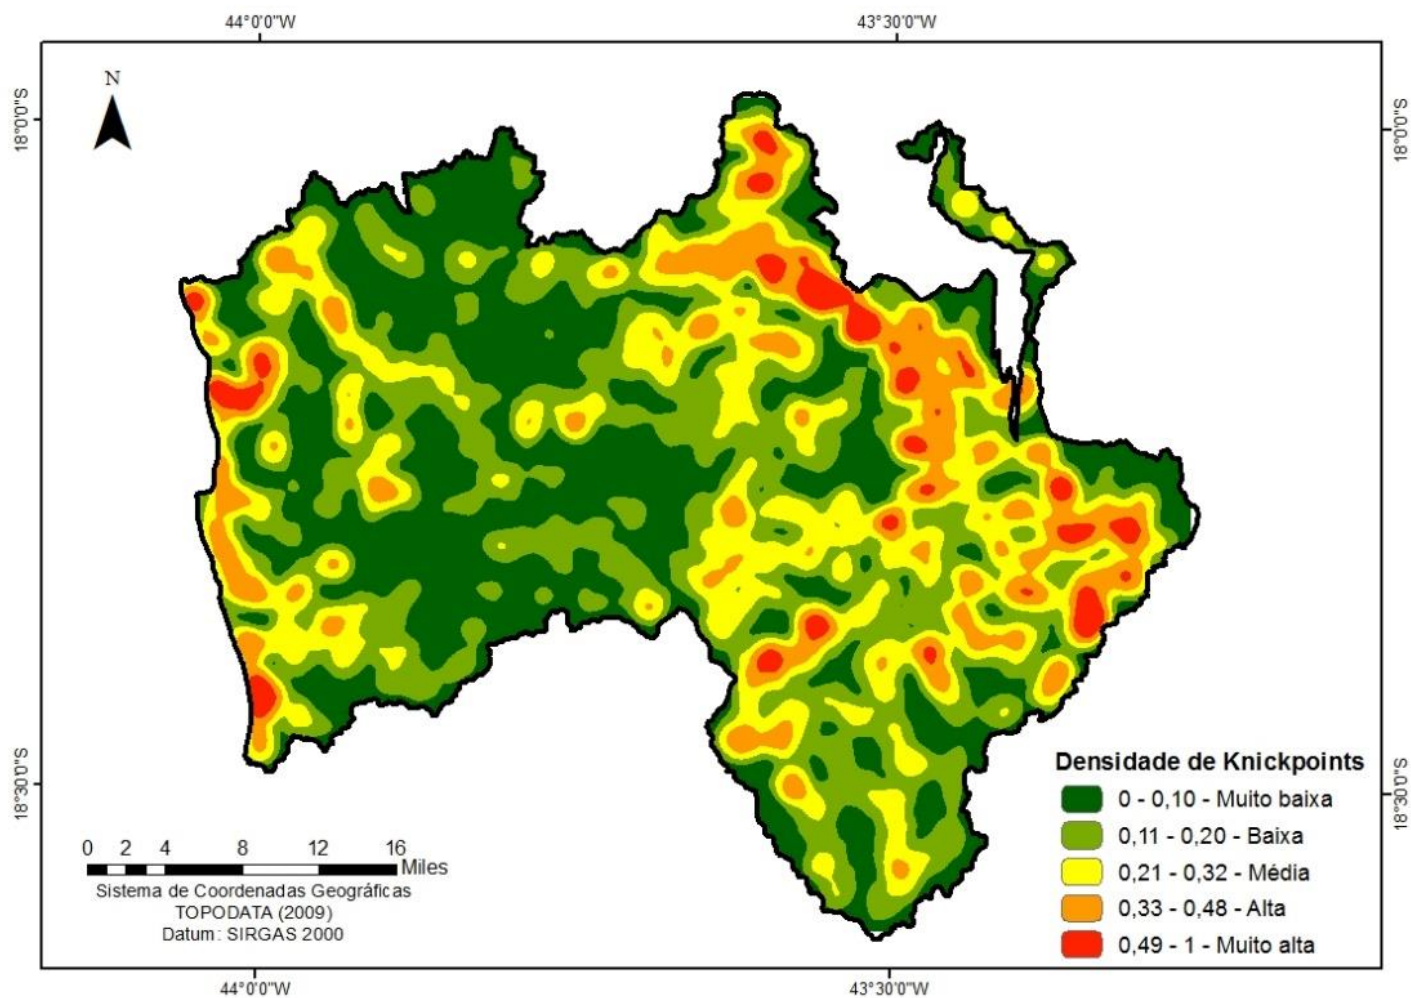 44°0'0"W 43°30'0"W
N
18°0'0"S 18°0'0"S
Densidade de Knickpoints
0 - 0,10 - Muito baixa
0,11 - 0,20 - Baixa
0,21 - 0,32 - Média
0,33 - 0,48 - Alta
0,49 - 1 - Muito alta
18°30'0"S 18°30'0"S
0 2 4 8 12 16
Miles
Sistema de Coordenadas Geográficas
TOPODATA (2009)
Datum: SIRGAS 2000
44°0'0"W 43°30'0"W